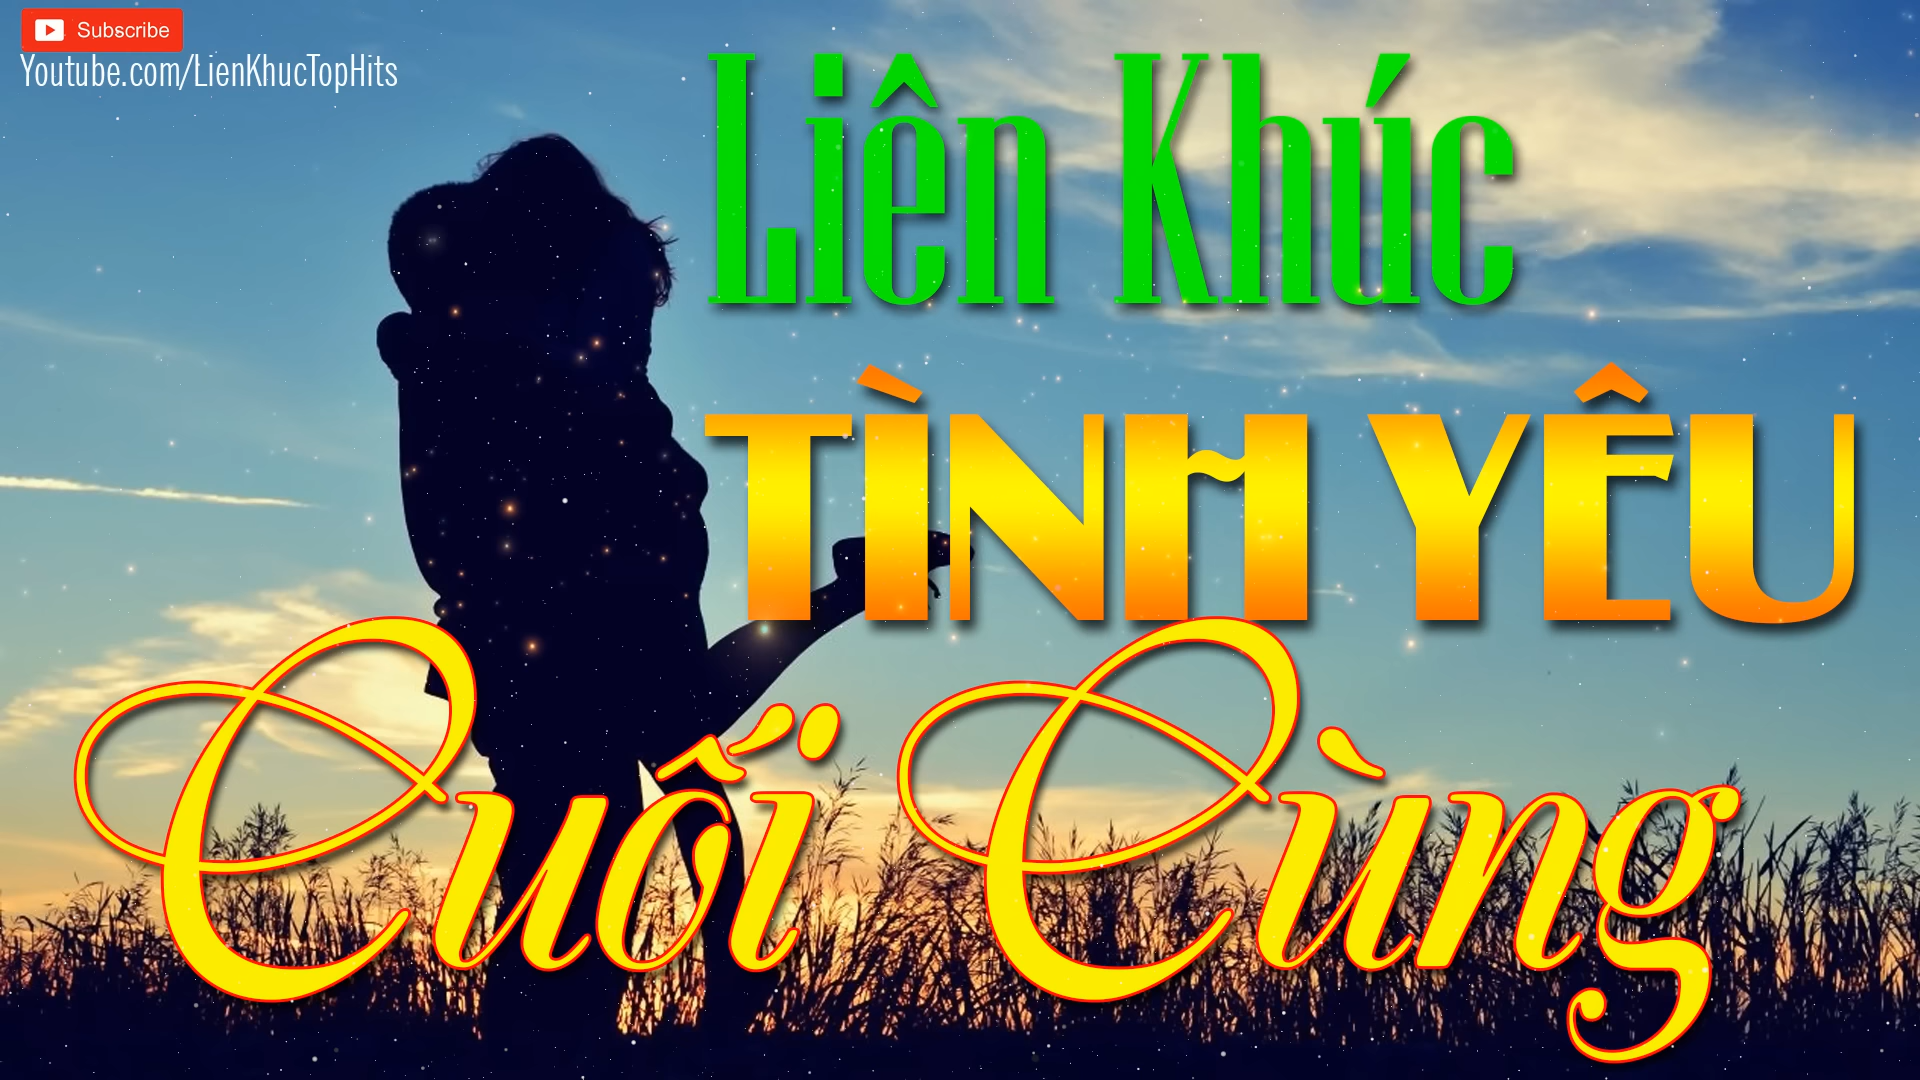 Subscribe
Youtube.com/LienKhucTopHits
Liên Khúc
TÌNH YÊU
Cuối Cùng